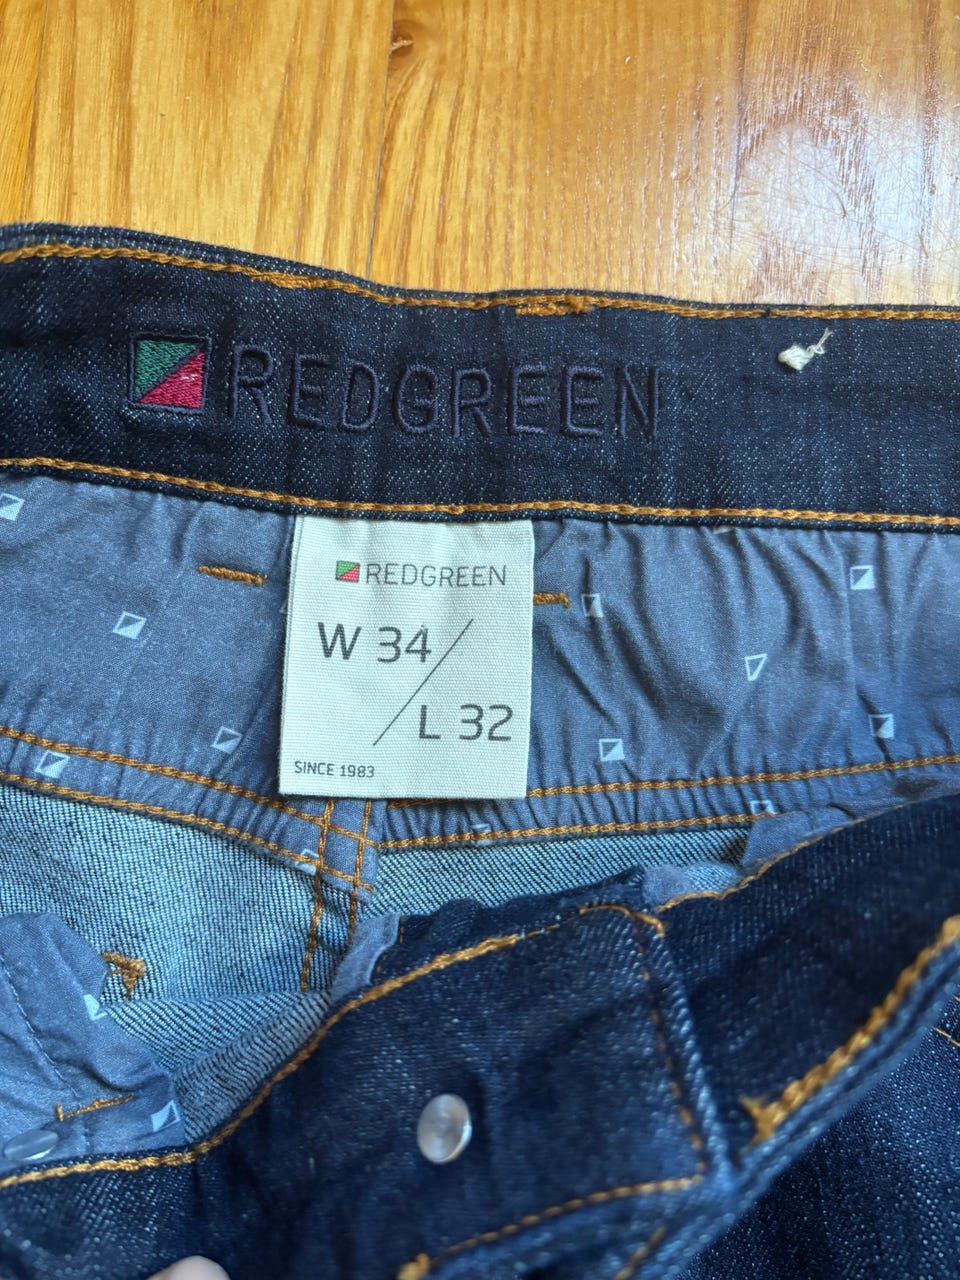 REDGREEN
REDGREEN
W 34
L 32
SINCE 1983